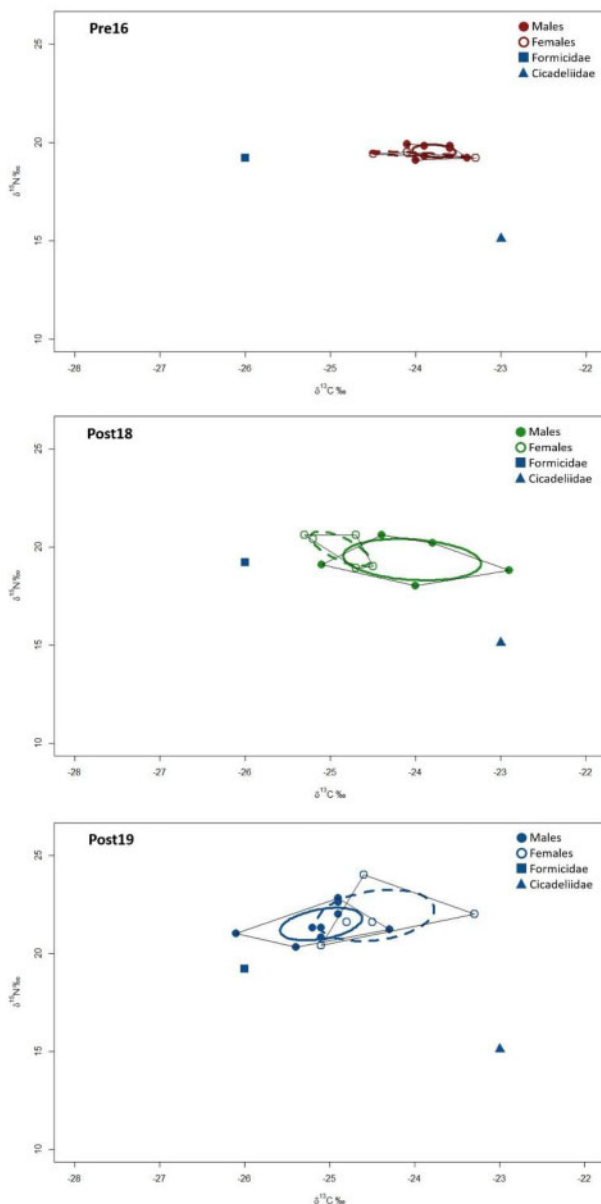 Pre16
Males
Females
Formicidae
Cicadeliidae
25
20
15
10
δ¹⁵N‰
-28
-27
-26
-25
-24
-23
-22
δ¹³C‰
Post18
Males
Females
Formicidae
Cicadeliidae
25
20
15
10
δ¹⁵N‰
-28
-27
-26
-25
-24
-23
-22
δ¹³C‰
Post19
Males
Females
Formicidae
Cicadeliidae
25
20
15
10
δ¹⁵N‰
-28
-27
-26
-25
-24
-23
-22
δ¹³C‰